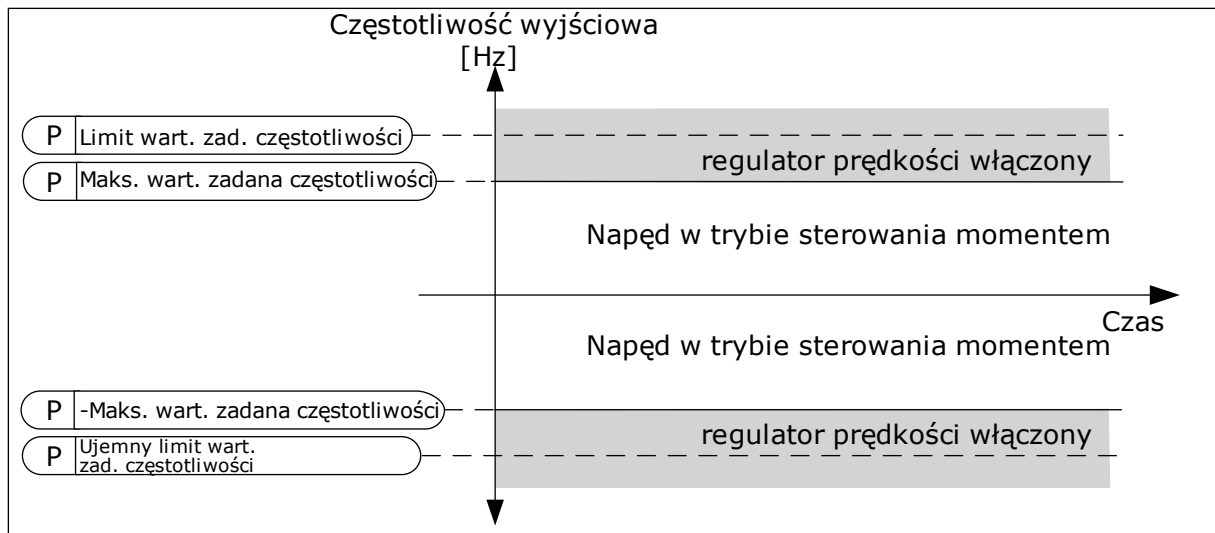 Częstotliwość wyjściowa
[Hz]
P Limit wart. zad. częstotliwości
regulator prędkości włączony
P Maks. wart. zadana częstotliwości
Napęd w trybie sterowania momentem
Czas
Napęd w trybie sterowania momentem
P -Maks. wart. zadana częstotliwości
regulator prędkości włączony
P Ujemny limit wart.
zad. częstotliwości